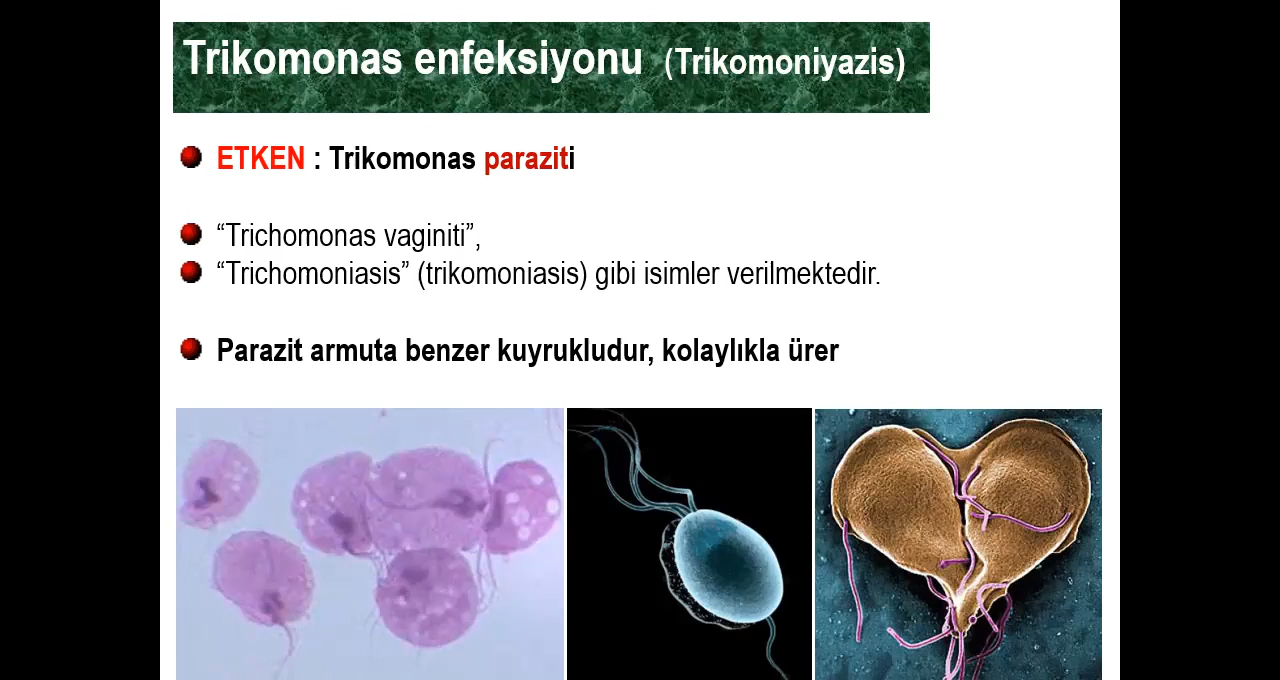 Trikomonas enfeksiyonu (Trikomoniyazis)
ETKEN : Trikomonas paraziti
“Trichomonas vaginiti”,
“Trichomoniasis” (trikomoniasis) gibi isimler verilmektedir.
Parazit armuta benzer kuyrukludur, kolaylıkla ürer